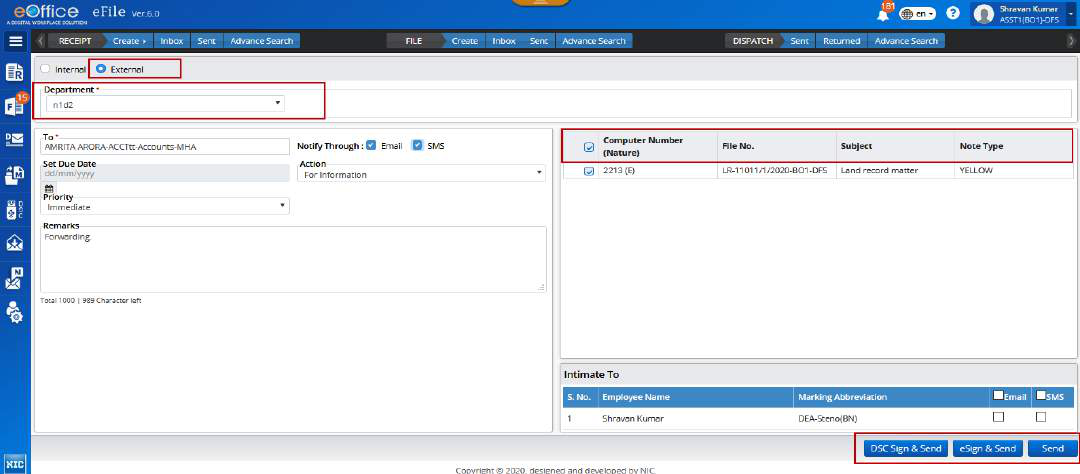 eOffice
A DIGITAL WORKPLACE SOLUTION
eFile Ver.6.0
181
en
?
Shravan Kumar
ASST1(BO1)-DFS
RECEIPT Create Inbox Sent Advance Search
FILE Create Inbox Sent Advance Search
DISPATCH Sent Returned Advance Search
R
F 15
D
DSC
N
NIC
Internal External
Department *
n1d2
To *
AMRITA ARORA-ACCTtt-Accounts-MHA
Notify Through : Email SMS
Set Due Date
dd/mm/yyyy
Action
For Information
Priority
Immediate
Remarks
Forwarding.
Total 1000 | 989 Character left
Computer Number (Nature) File No. Subject Note Type
2213 (E) LR-11011/1/2020-BO1-DFS Land record matter YELLOW
Intimate To
S. No. Employee Name Marking Abbreviation Email SMS
1 Shravan Kumar DEA-Steno(BN)
DSC Sign & Send eSign & Send Send
Copyright © 2020, designed and developed by NIC.